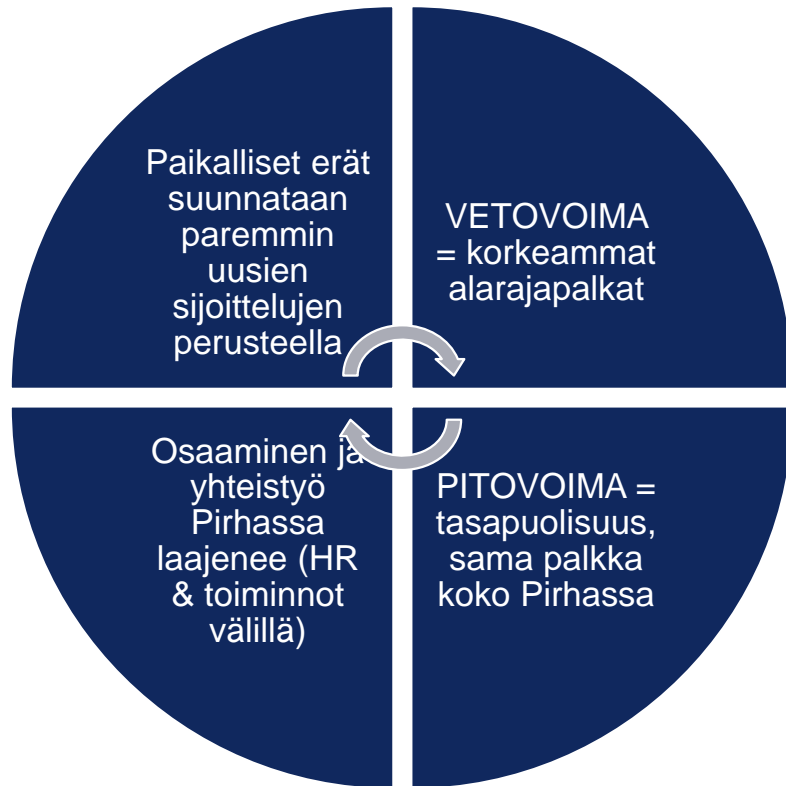 Paikalliset erät
suunnataan
paremmin
uusien
sijoittelujen
perusteella
VETOVOIMA
= korkeammat
alarajapalkat
Osaaminen ja
yhteistyö
Pirhassa
laajenee (HR
& toiminnot
välillä)
PITOVOIMA =
tasapuolisuus,
sama palkka
koko Pirhassa